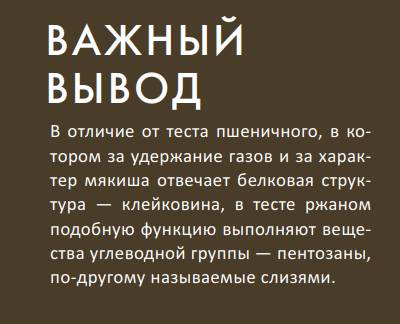 ВАЖНЫЙ
ВЫВОД
В отличие от теста пшеничного, в ко-
тором за удержание газов и за харак-
тер мякиша отвечает белковая струк-
тура — клейковина, в тесте ржаном
подобную функцию выполняют веще-
ства углеводной группы — пентозаны,
по-другому называемые слизями.